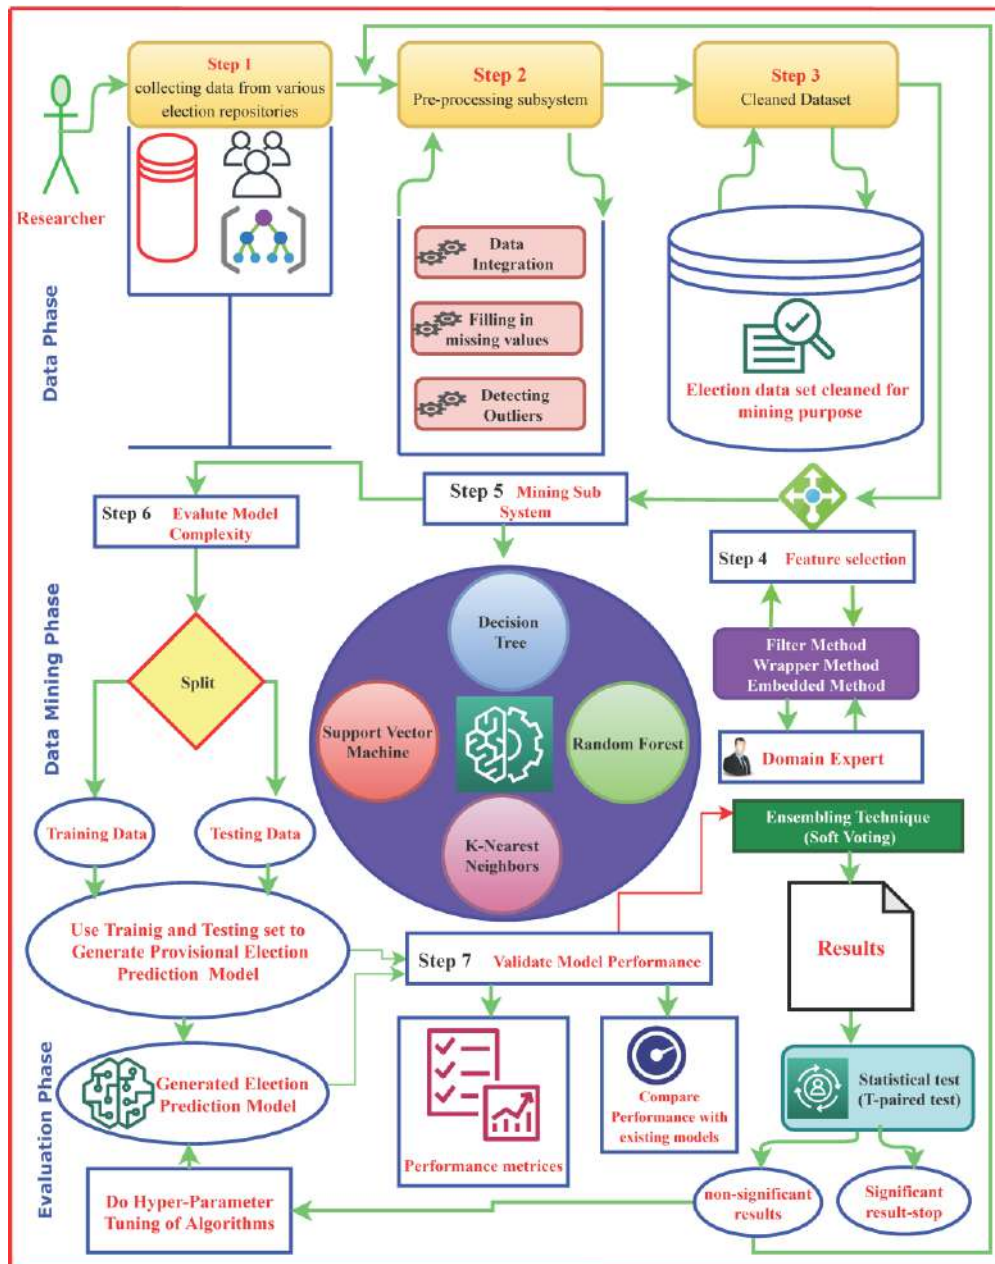 Step 1
collecting data from various
election repositories
Step 2
Pre-processing subsystem
Step 3
Cleaned Dataset
Researcher
Data Phase
Data
Integration
Filling in
missing values
Detecting
Outliers
Election data set cleaned for
mining purpose
Step 4 Feature selection
Filter Method
Wrapper Method
Embedded Method
Domain Expert
Step 5 Mining Sub
System
Step 6 Evalute Model
Complexity
Data Mining Phase
Split
Training Data
Testing Data
Decision
Tree
Support Vector
Machine
Random Forest
K-Nearest
Neighbors
Use Trainig and Testing set to
Generate Provisional Election
Prediction Model
Generated Election
Prediction Model
Evaluation Phase
Do Hyper-Parameter
Tuning of Algorithms
Step 7 Validate Model Performance
Performance metrices
Compare
Performance with
existing models
Ensembling Technique
(Soft Voting)
Results
Statistical test
(T-paired test)
non-significant
results
Significant
result-stop